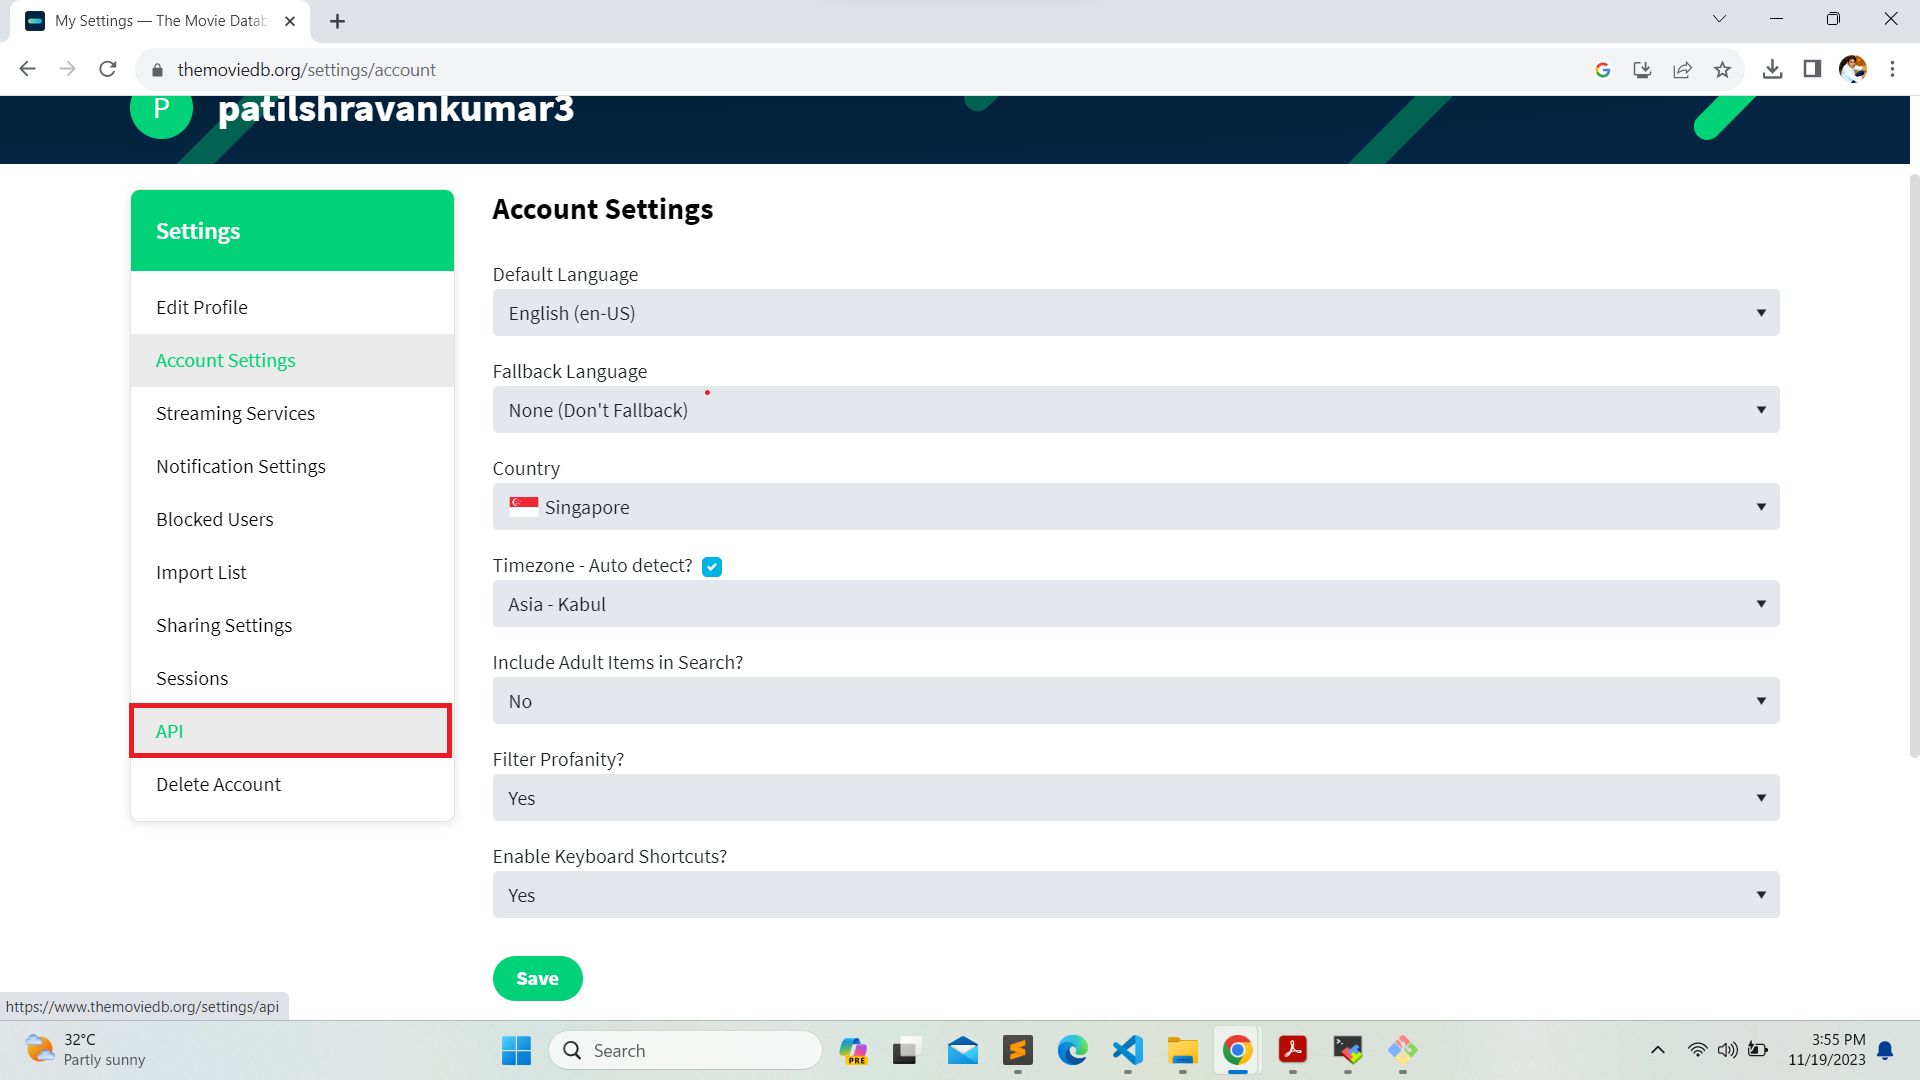 My Settings — The Movie Datab
themoviedb.org/settings/account
P
patilshravankumar3
Settings
Edit Profile
Account Settings
Streaming Services
Notification Settings
Blocked Users
Import List
Sharing Settings
Sessions
API
Delete Account
Account Settings
Default Language
English (en-US)
Fallback Language
None (Don't Fallback)
Country
Singapore
Timezone - Auto detect?
Asia - Kabul
Include Adult Items in Search?
No
Filter Profanity?
Yes
Enable Keyboard Shortcuts?
Yes
Save
https://www.themoviedb.org/settings/api
32°C
Partly sunny
Search
PRE
3:55 PM
11/19/2023